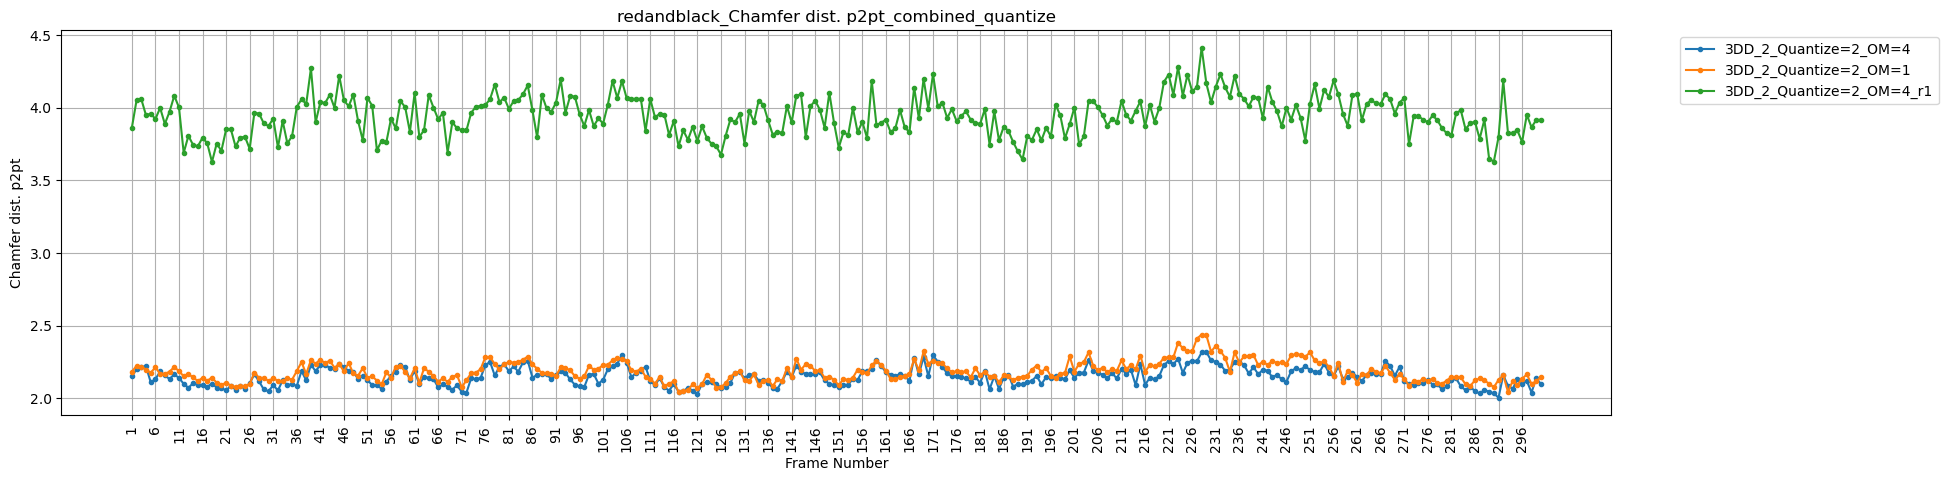 redandblack_Chamfer dist. p2pt_combined_quantize
3DD_2_Quantize=2_OM=4
3DD_2_Quantize=2_OM=1
3DD_2_Quantize=2_OM=4_r1
Chamfer dist. p2pt
4.5
4.0
3.5
3.0
2.5
2.0
1 6 11 16 21 26 31 36 41 46 51 56 61 66 71 76 81 86 91 96 101 106 111 116 121 126 131 136 141 146 151 156 161 166 171 176 181 186 191 196 201 206 211 216 221 226 231 236 241 246 251 256 261 266 271 276 281 286 291 296
Frame Number